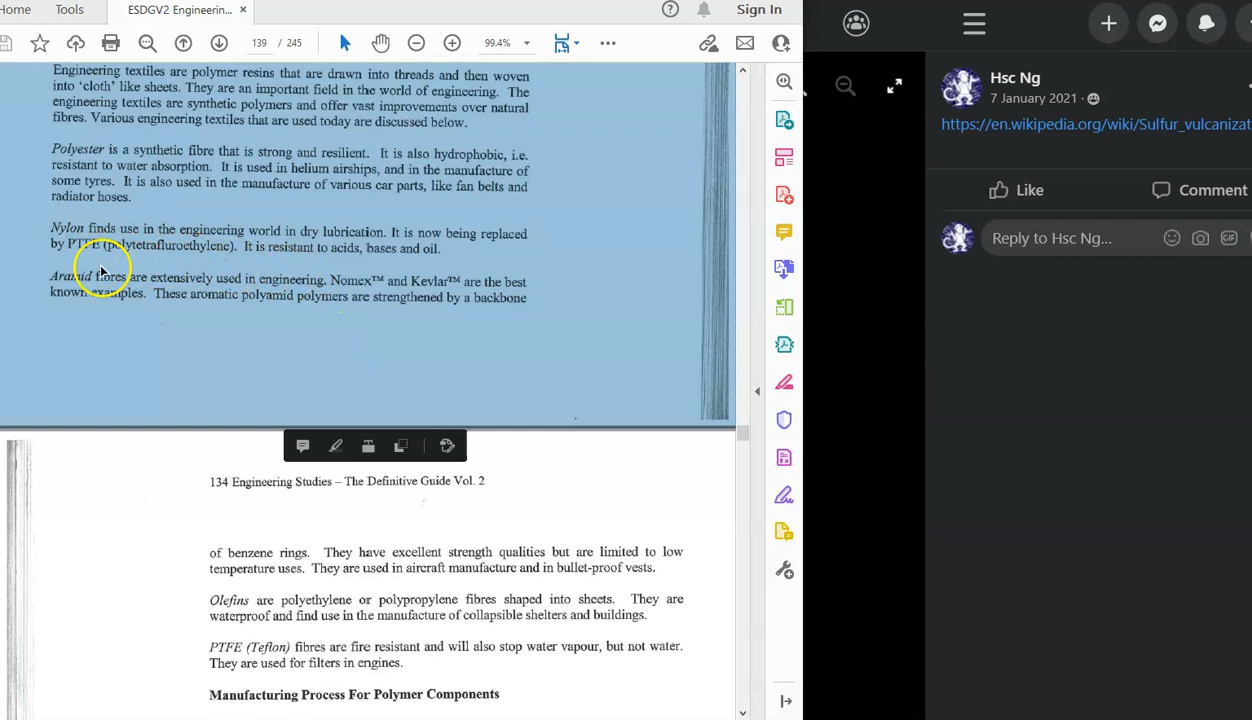 Home
Tools
ESDGV2 Engineerin...
Sign In
139 / 245
99.4%
Engineering textiles are polymer resins that are drawn into threads and then woven
into 'cloth' like sheets. They are an important field in the world of engineering. The
engineering textiles are synthetic polymers and offer vast improvements over natural
fibres. Various engineering textiles that are used today are discussed below.
Polyester is a synthetic fibre that is strong and resilient. It is also hydrophobic, i.e.
resistant to water absorption. It is used in helium airships, and in the manufacture of
some tyres. It is also used in the manufacture of various car parts, like fan belts and
radiator hoses.
Nylon finds use in the engineering world in dry lubrication. It is now being replaced
by PTFE (polytetrafluroethylene). It is resistant to acids, bases and oil.
Aramid fibres are extensively used in engineering. Nomex™ and Kevlar™ are the best
known examples. These aromatic polyamid polymers are strengthened by a backbone
134 Engineering Studies – The Definitive Guide Vol. 2
of benzene rings. They have excellent strength qualities but are limited to low
temperature uses. They are used in aircraft manufacture and in bullet-proof vests.
Olefins are polyethylene or polypropylene fibres shaped into sheets. They are
waterproof and find use in the manufacture of collapsible shelters and buildings.
PTFE (Teflon) fibres are fire resistant and will also stop water vapour, but not water.
They are used for filters in engines.
Manufacturing Process For Polymer Components
Hsc Ng
7 January 2021 ·
https://en.wikipedia.org/wiki/Sulfur_vulcanizat
Like
Comment
Reply to Hsc Ng...
GIF